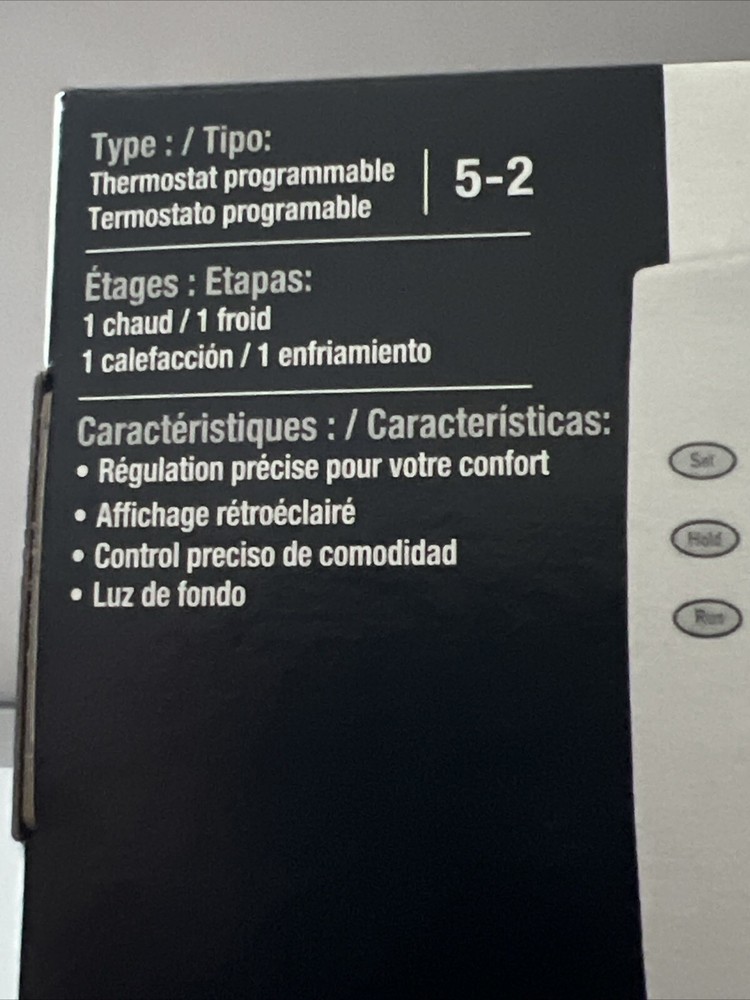 Type : / Tipo:
Thermostat programmable
Termostato programable
5-2
Étages : Etapas:
1 chaud / 1 froid
1 calefacción / 1 enfriamiento
Caractéristiques : / Características:
• Régulation précise pour votre confort
• Affichage rétroéclairé
• Control preciso de comodidad
• Luz de fondo
Set
Hold
Run